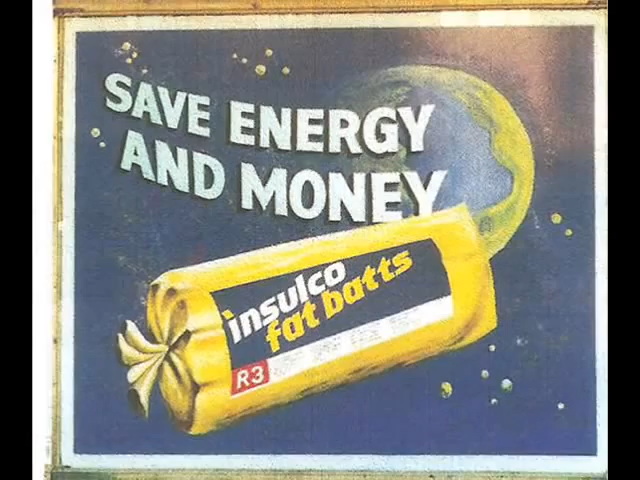 SAVE ENERGY
AND MONEY
insulco
fat batts
R3